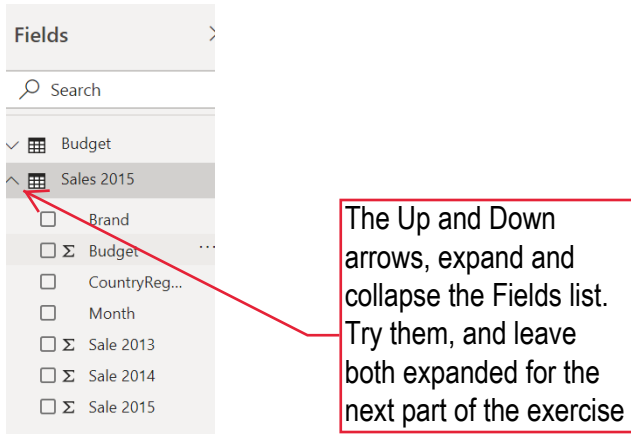 Fields
Search
Budget
Sales 2015
Brand
Σ Budget ...
CountryReg...
Month
Σ Sale 2013
Σ Sale 2014
Σ Sale 2015
The Up and Down
arrows, expand and
collapse the Fields list.
Try them, and leave
both expanded for the
next part of the exercise